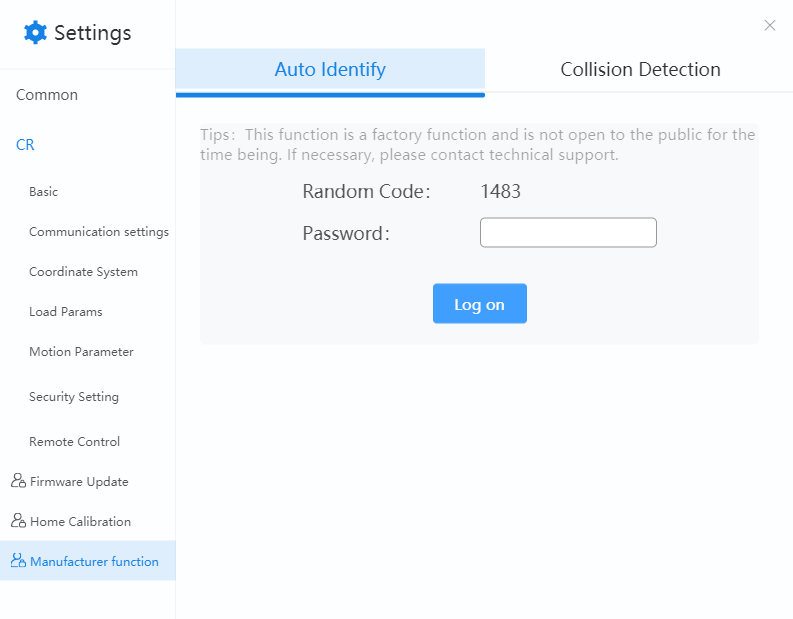 Settings
Common
CR
Basic
Communication settings
Coordinate System
Load Params
Motion Parameter
Security Setting
Remote Control
Firmware Update
Home Calibration
Manufacturer function
Auto Identify
Collision Detection
Tips: This function is a factory function and is not open to the public for the
time being. If necessary, please contact technical support.
Random Code: 1483
Password:
Log on